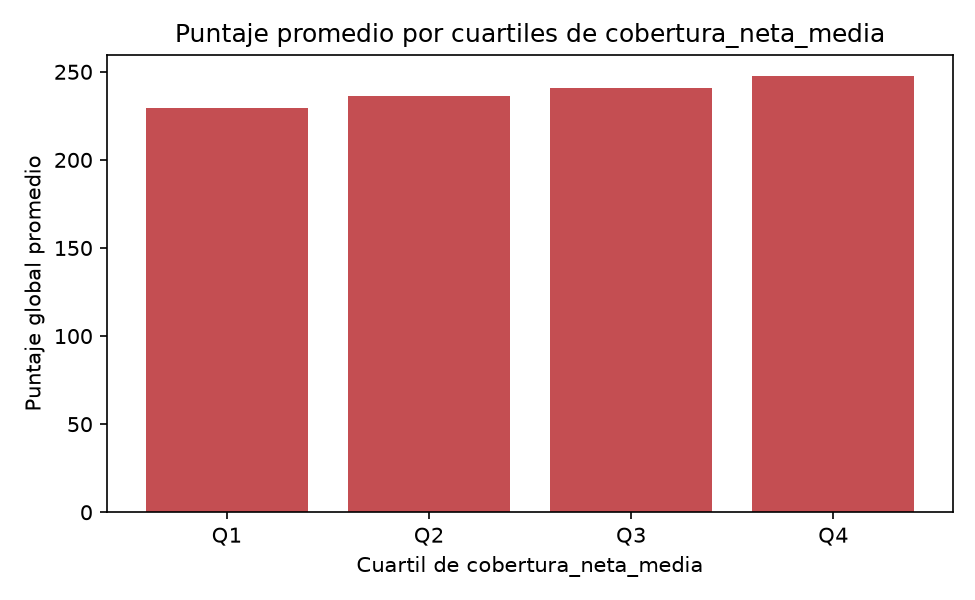 Puntaje promedio por cuartiles de cobertura_neta_media
Puntaje global promedio
250
200
150
100
50
0
Q1 Q2 Q3 Q4
Cuartil de cobertura_neta_media